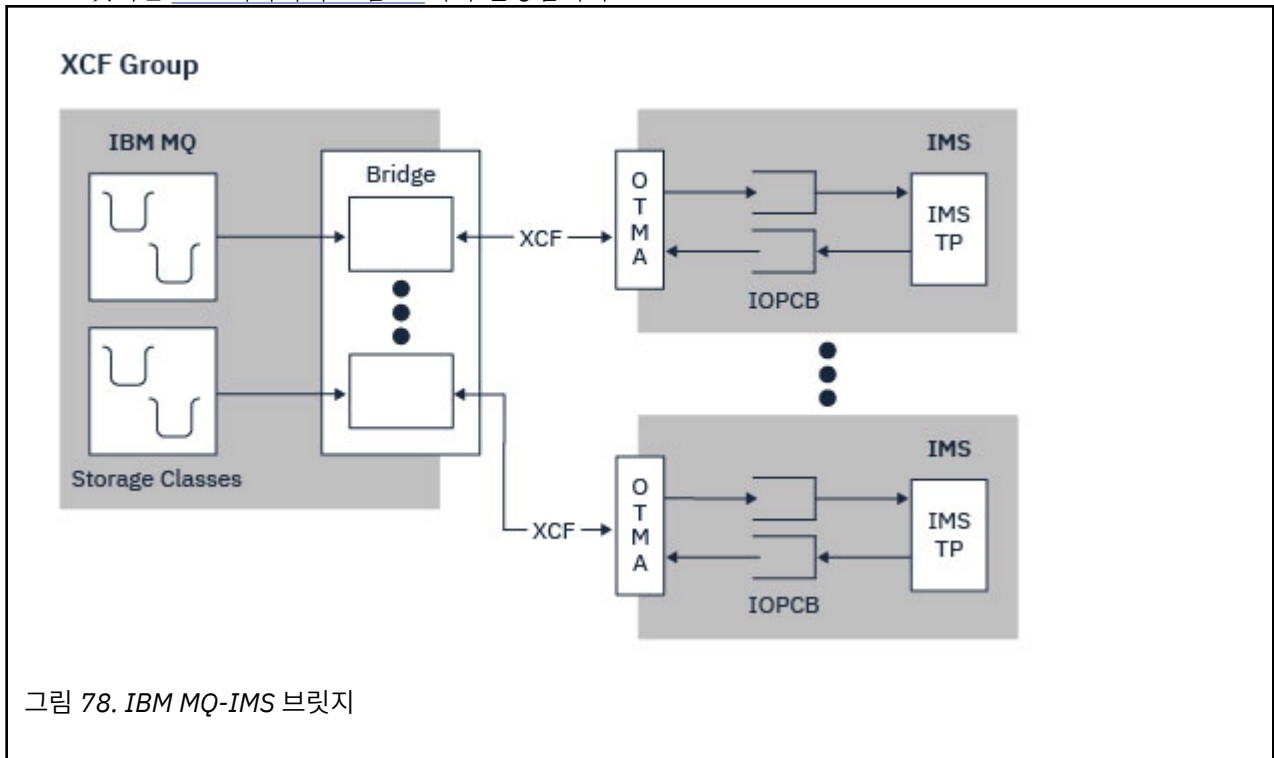 XCF Group
IBM MQ
Bridge
Storage Classes
XCF
XCF
O
T
M
A
IMS
IMS
TP
IOPCB
O
T
M
A
IMS
IMS
TP
IOPCB
그림 78. IBM MQ-IMS 브릿지